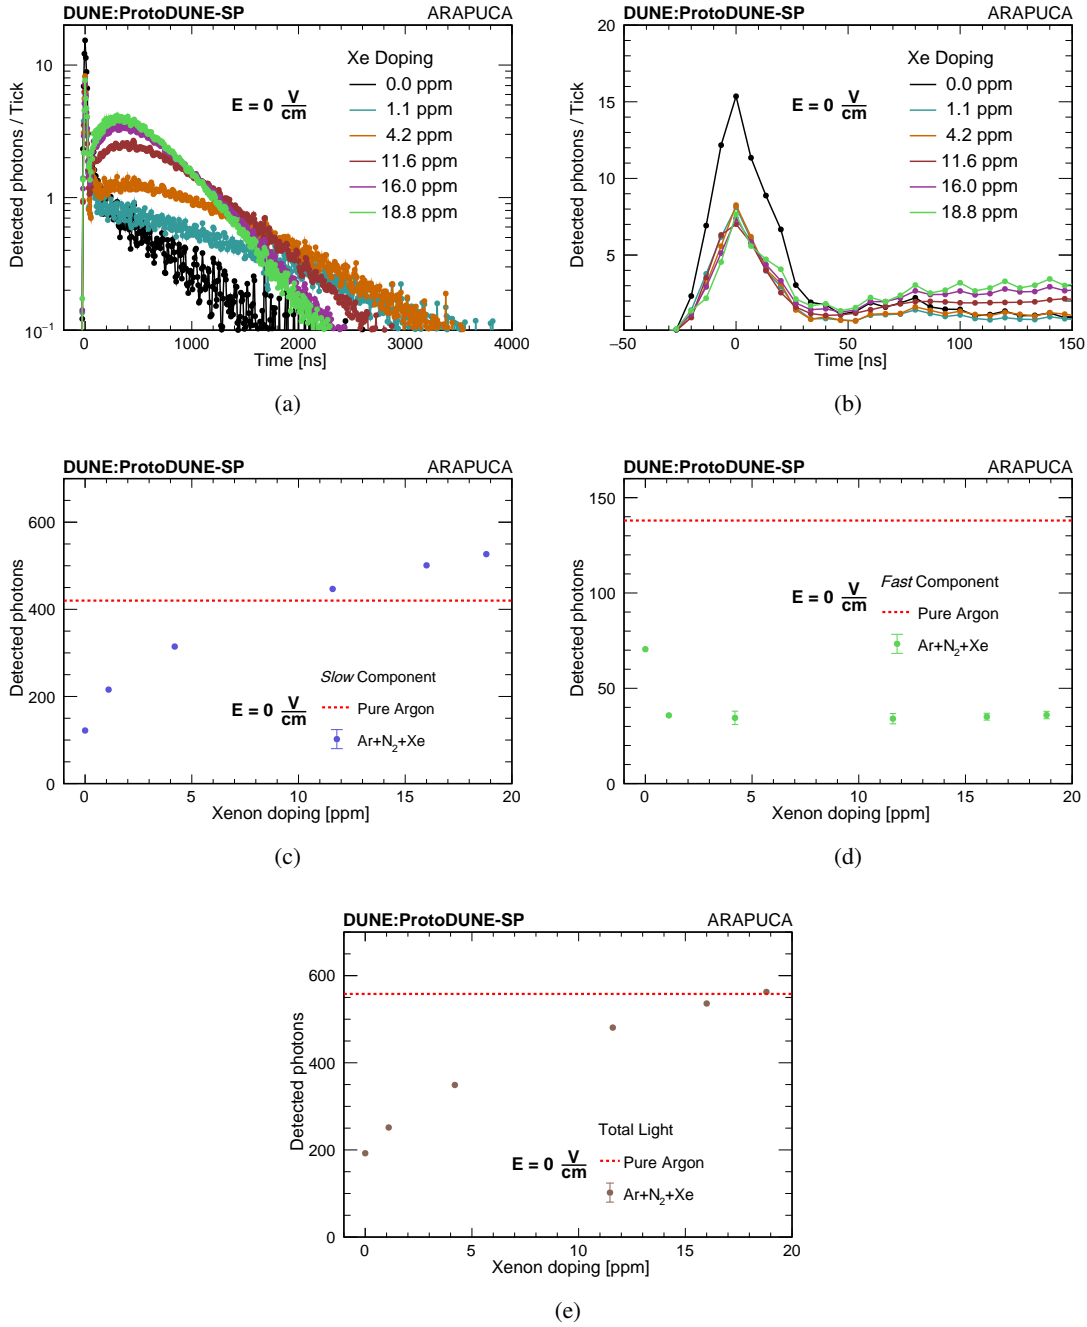 DUNE:ProtoDUNE-SP ARAPUCA
Detected photons / Tick
10
1
10⁻¹
Xe Doping
E = 0 V/cm
0.0 ppm
1.1 ppm
4.2 ppm
11.6 ppm
16.0 ppm
18.8 ppm
0 1000 2000 3000 4000
Time [ns]
(a)
DUNE:ProtoDUNE-SP ARAPUCA
Detected photons / Tick
20
15
10
5
Xe Doping
E = 0 V/cm
0.0 ppm
1.1 ppm
4.2 ppm
11.6 ppm
16.0 ppm
18.8 ppm
−50 0 50 100 150
Time [ns]
(b)
DUNE:ProtoDUNE-SP ARAPUCA
Detected photons
600
400
200
0
Slow Component
E = 0 V/cm
Pure Argon
Ar+N₂+Xe
0 5 10 15 20
Xenon doping [ppm]
(c)
DUNE:ProtoDUNE-SP ARAPUCA
Detected photons
150
100
50
0
Fast Component
E = 0 V/cm
Pure Argon
Ar+N₂+Xe
0 5 10 15 20
Xenon doping [ppm]
(d)
DUNE:ProtoDUNE-SP ARAPUCA
Detected photons
600
400
200
0
Total Light
E = 0 V/cm
Pure Argon
Ar+N₂+Xe
0 5 10 15 20
Xenon doping [ppm]
(e)